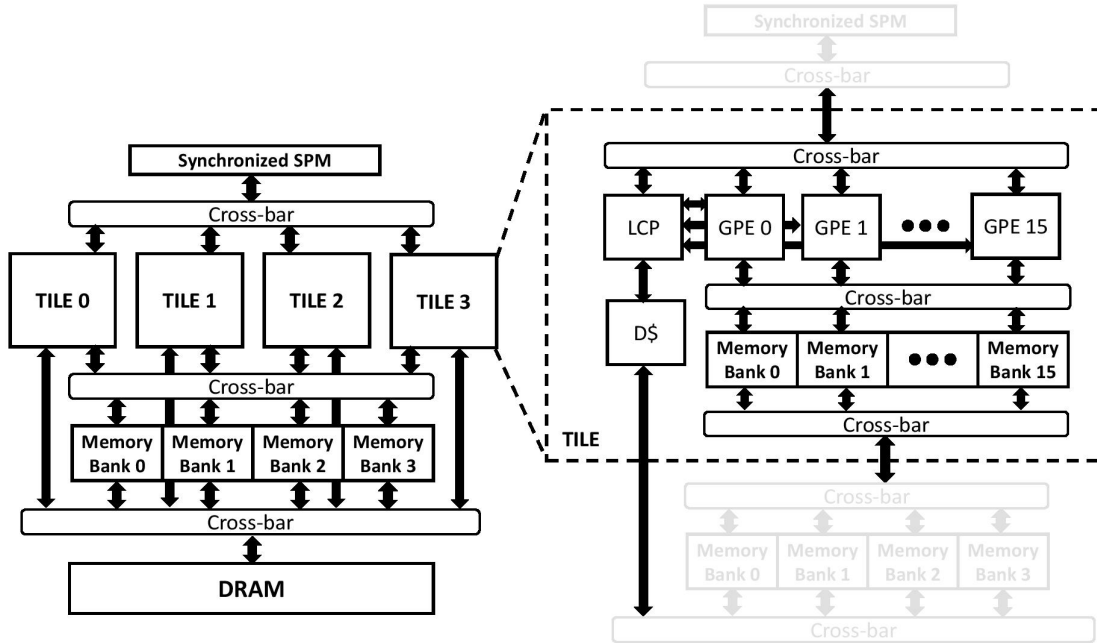 Synchronized SPM
Cross-bar
TILE 0
TILE 1
TILE 2
TILE 3
Cross-bar
Memory
Bank 0
Memory
Bank 1
Memory
Bank 2
Memory
Bank 3
Cross-bar
DRAM
Synchronized SPM
Cross-bar
Cross-bar
LCP
GPE 0
GPE 1
GPE 15
Cross-bar
D$
Memory
Bank 0
Memory
Bank 1
Memory
Bank 15
Cross-bar
TILE
Cross-bar
Memory
Bank 0
Memory
Bank 1
Memory
Bank 2
Memory
Bank 3
Cross-bar